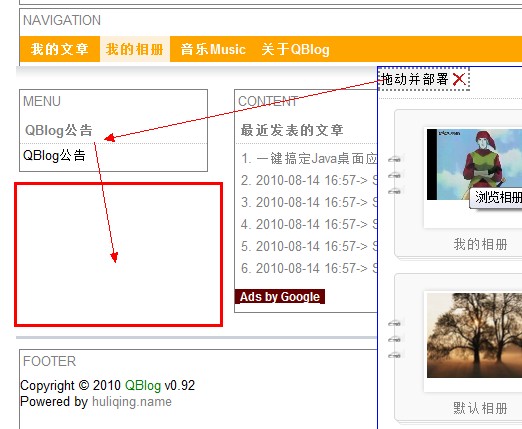 NAVIGATION
我的文章 我的相册 音乐Music 关于QBlog
拖动并部署
MENU
QBlog公告
QBlog公告
CONTENT
最近发表的文章
1. 一键搞定Java桌面应
2. 2010-08-14 16:57-> S
3. 2010-08-14 16:57-> S
4. 2010-08-14 16:57-> S
5. 2010-08-14 16:57-> S
6. 2010-08-14 16:57-> S
Ads by Google
浏览相册
我的相册
默认相册
FOOTER
Copyright © 2010 QBlog v0.92
Powered by huliqing.name